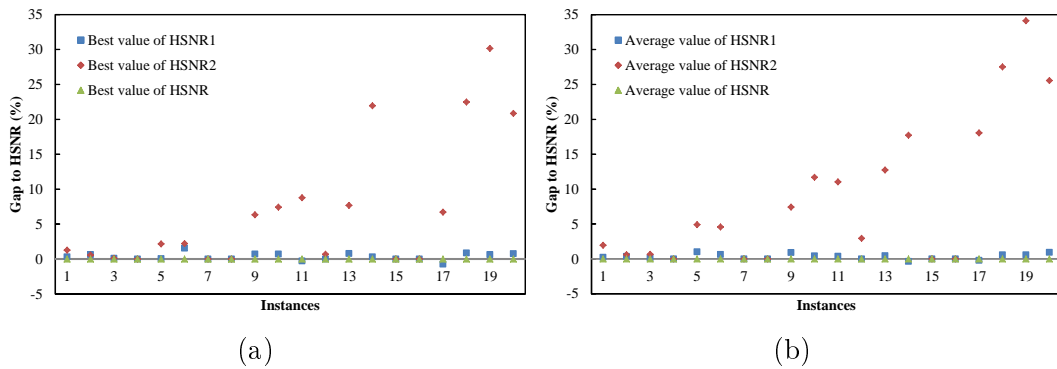 35
30
25
20
15
10
5
0
-5
Gap to HSNR (%)
Best value of HSNR1
Best value of HSNR2
Best value of HSNR
1 3 5 7 9 11 13 15 17 19
Instances
(a)
35
30
25
20
15
10
5
0
-5
Gap to HSNR (%)
Average value of HSNR1
Average value of HSNR2
Average value of HSNR
1 3 5 7 9 11 13 15 17 19
Instances
(b)